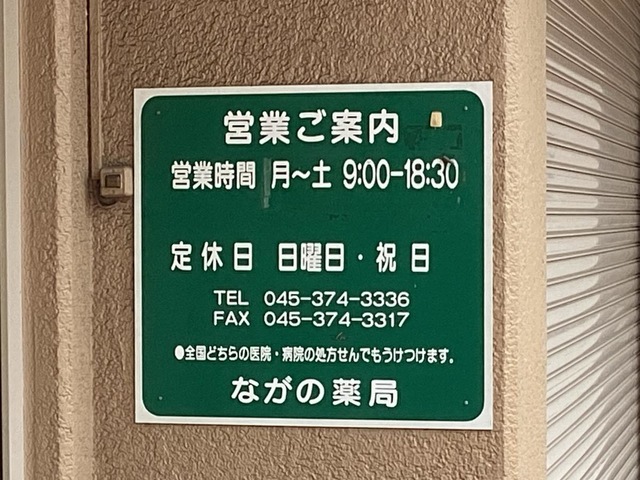 営業ご案内
営業時間 月～土 9:00-18:30
定休日 日曜日・祝日
TEL 045-374-3336
FAX 045-374-3317
●全国どちらの医院・病院の処方せんでもうけつけます。
ながの薬局